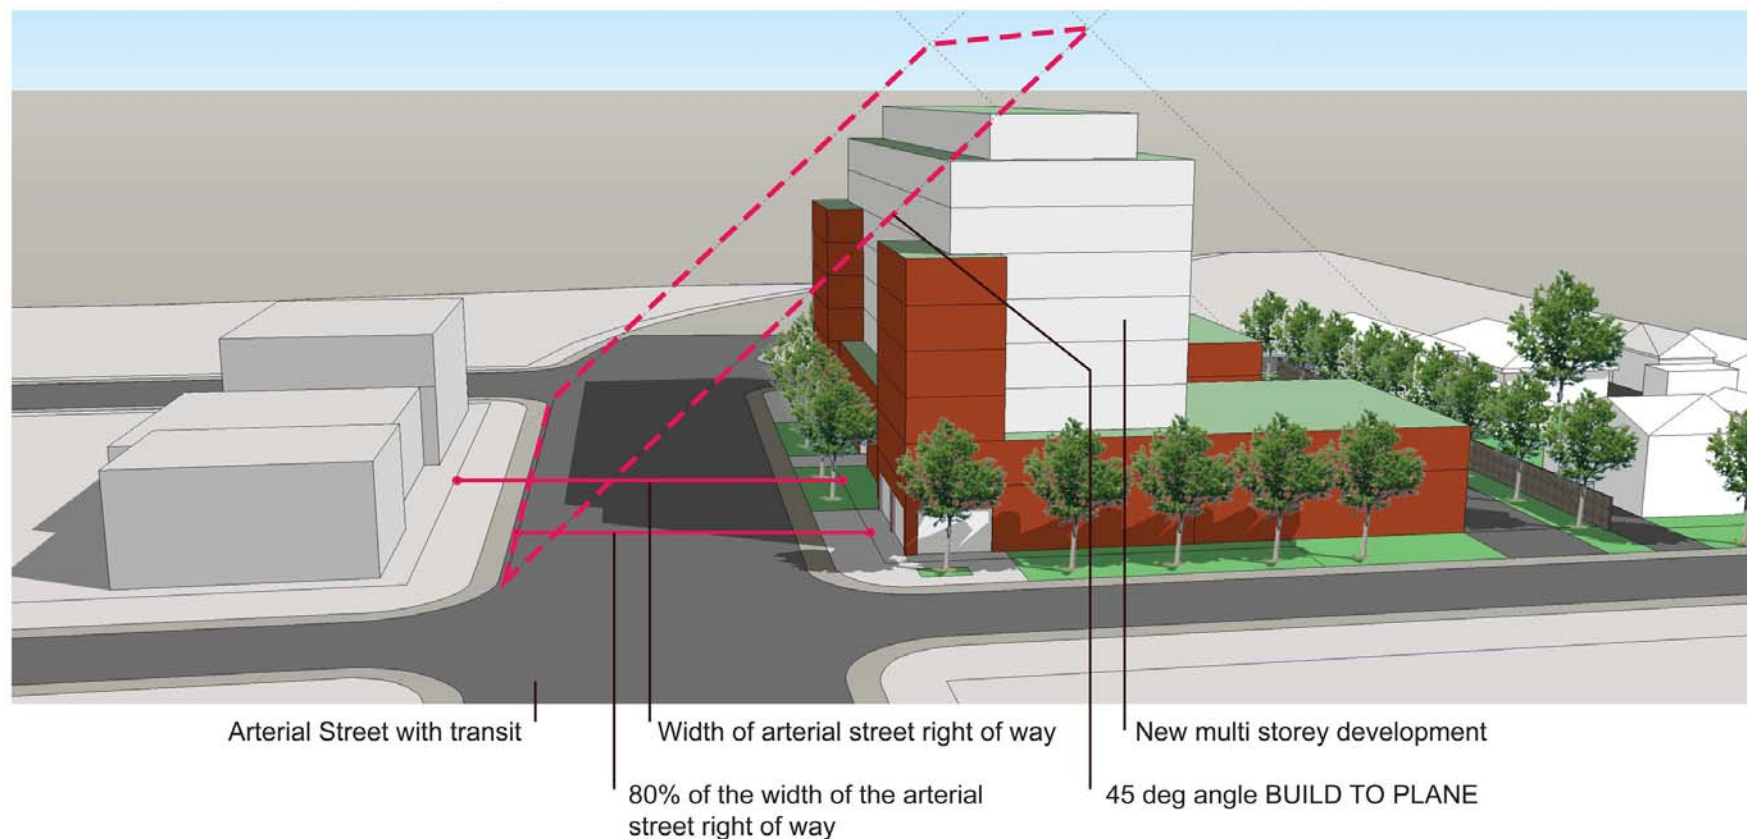 Arterial Street with transit
Width of arterial street right of way
New multi storey development
80% of the width of the arterial
street right of way
45 deg angle BUILD TO PLANE